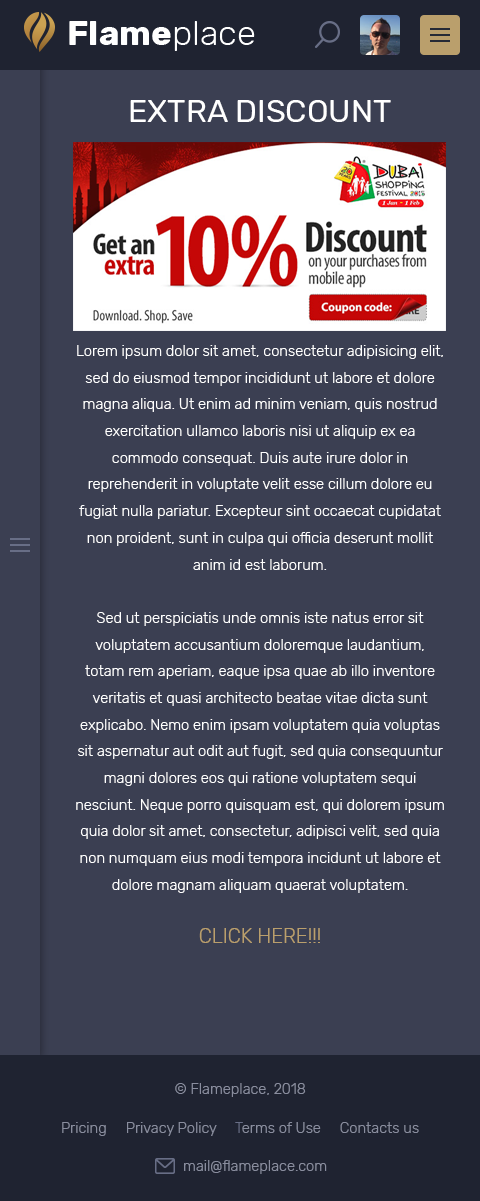 Flameplace
EXTRA DISCOUNT
DUBAI
SHOPPING
FESTIVAL 2015
1 Jan - 1 Feb
Get an
extra
10%
Discount
on your purchases from
mobile app
Coupon code:
Download. Shop. Save
Lorem ipsum dolor sit amet, consectetur adipisicing elit,
sed do eiusmod tempor incididunt ut labore et dolore
magna aliqua. Ut enim ad minim veniam, quis nostrud
exercitation ullamco laboris nisi ut aliquip ex ea
commodo consequat. Duis aute irure dolor in
reprehenderit in voluptate velit esse cillum dolore eu
fugiat nulla pariatur. Excepteur sint occaecat cupidatat
non proident, sunt in culpa qui officia deserunt mollit
anim id est laborum.
Sed ut perspiciatis unde omnis iste natus error sit
voluptatem accusantium doloremque laudantium,
totam rem aperiam, eaque ipsa quae ab illo inventore
veritatis et quasi architecto beatae vitae dicta sunt
explicabo. Nemo enim ipsam voluptatem quia voluptas
sit aspernatur aut odit aut fugit, sed quia consequuntur
magni dolores eos qui ratione voluptatem sequi
nesciunt. Neque porro quisquam est, qui dolorem ipsum
quia dolor sit amet, consectetur, adipisci velit, sed quia
non numquam eius modi tempora incidunt ut labore et
dolore magnam aliquam quaerat voluptatem.
CLICK HERE!!!
© Flameplace, 2018
Pricing Privacy Policy Terms of Use Contacts us
mail@flameplace.com